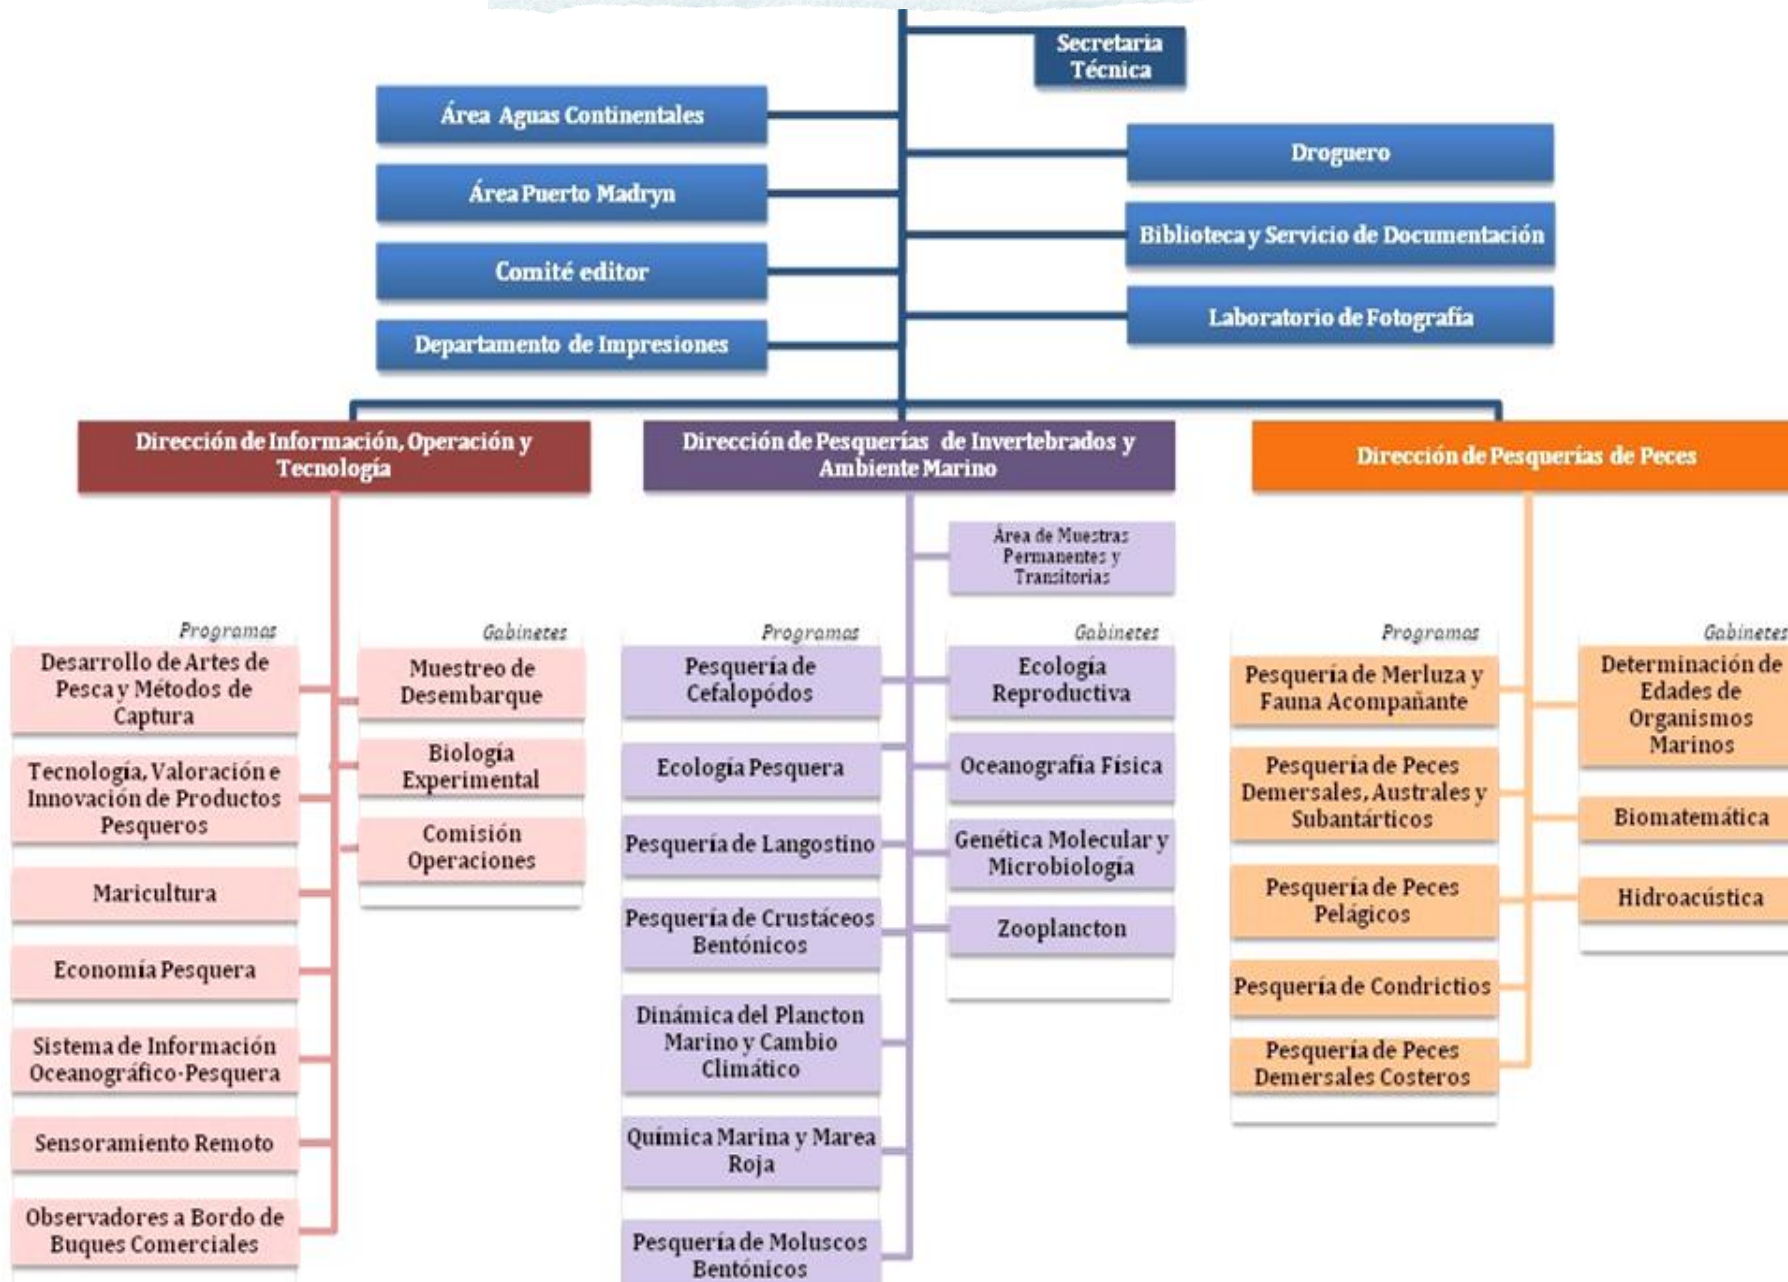 Secretaria
Técnica
Área Aguas Continentales
Droguero
Área Puerto Madryn
Biblioteca y Servicio de Documentación
Comité editor
Laboratorio de Fotografía
Departamento de Impresiones
Dirección de Información, Operación y
Tecnología
Dirección de Pesquerías de Invertebrados y
Ambiente Marino
Dirección de Pesquerías de Peces
Programas
Desarrollo de Artes de
Pesca y Métodos de
Captura
Tecnología, Valoración e
Innovación de Productos
Pesqueros
Maricultura
Economía Pesquera
Sistema de Información
Oceanográfico-Pesquera
Sensoramiento Remoto
Observadores a Bordo de
Buques Comerciales
Gabinetes
Muestreo de
Desembarque
Biología
Experimental
Comisión
Operaciones
Área de Muestras
Permanentes y
Transitorias
Programas
Pesquería de
Cefalopódos
Ecología Pesquera
Pesquería de Langostino
Pesquería de Crustáceos
Bentónicos
Dinámica del Plancton
Marino y Cambio
Climático
Química Marina y Marea
Roja
Pesquería de Moluscos
Bentónicos
Gabinetes
Ecología
Reproductiva
Oceanografía Física
Genética Molecular y
Microbiología
Zooplancton
Programas
Pesquería de Merluza y
Fauna Acompañante
Pesquería de Peces
Demersales, Australes y
Subantárticos
Pesquería de Peces
Pelágicos
Pesquería de Condrictios
Pesquería de Peces
Demersales Costeros
Gabinetes
Determinación de
Edades de
Organismos
Marinos
Biomatemática
Hidroacústica